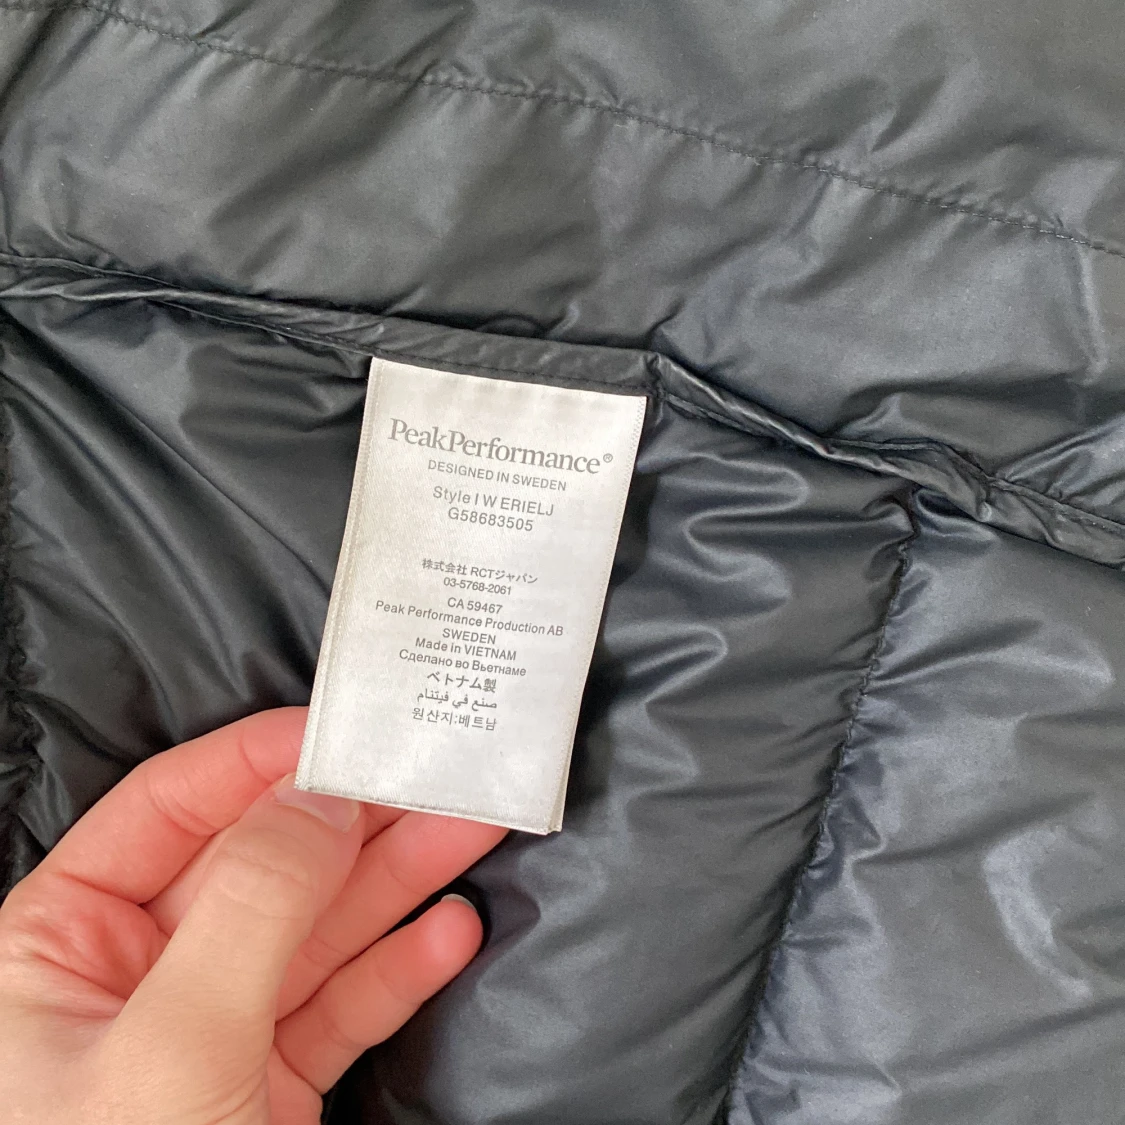 PeakPerformance®
DESIGNED IN SWEDEN
Style I W ERIELJ
G58683505
株式会社 RCTジャパン
03-5768-2061
CA 59467
Peak Performance Production AB
SWEDEN
Made in VIETNAM
Сделано во Вьетнаме
ベトナム製
صنع في فيتنام
원산지:베트남